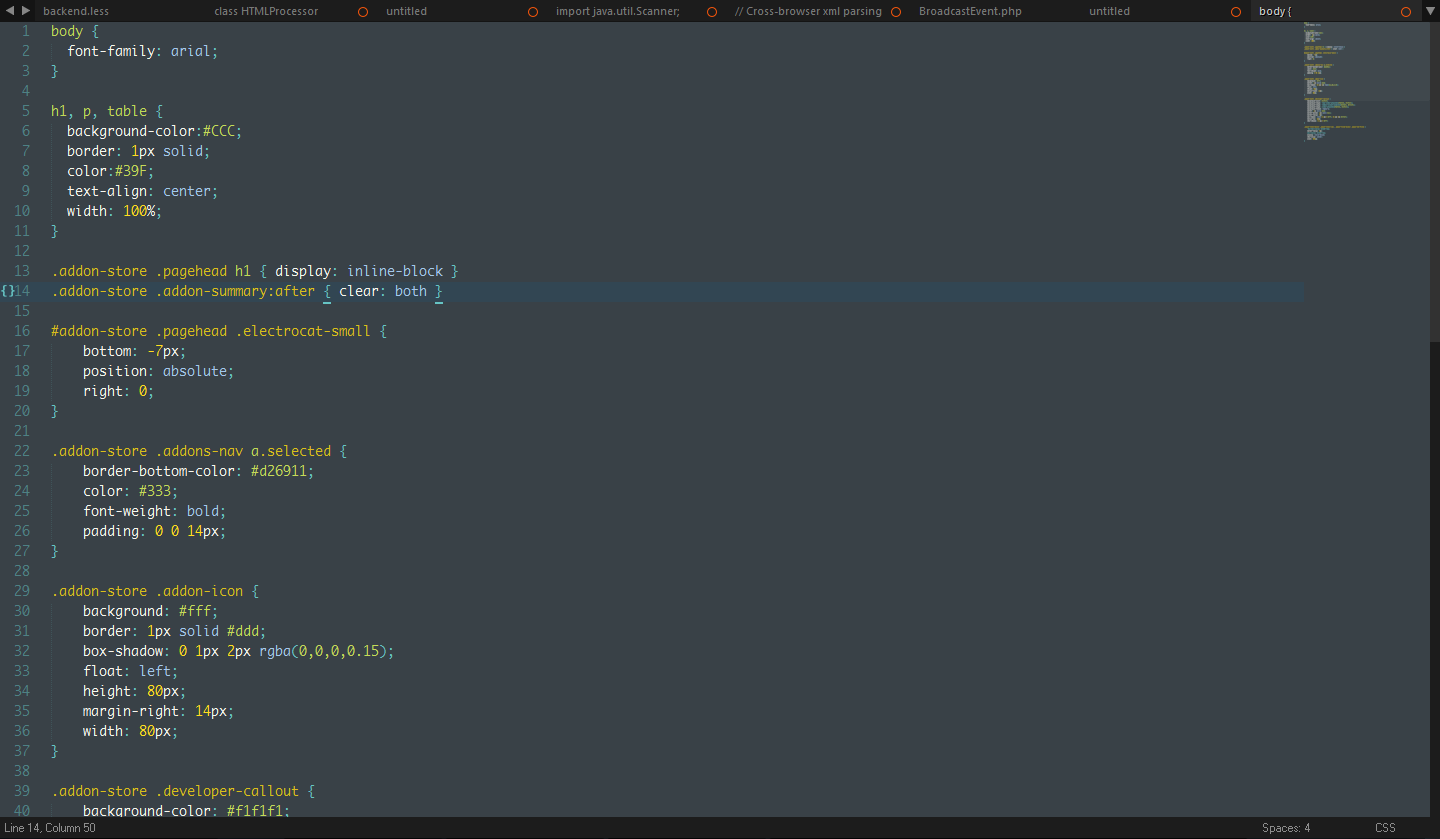 backend.less class HTMLProcessor untitled import java.util.Scanner; // Cross-browser xml parsing BroadcastEvent.php untitled body {
1 body {
2   font-family: arial;
3 }
4
5 h1, p, table {
6   background-color:#CCC;
7   border: 1px solid;
8   color:#39F;
9   text-align: center;
10   width: 100%;
11 }
12
13 .addon-store .pagehead h1 { display: inline-block }
{}14 .addon-store .addon-summary:after { clear: both }
15
16 #addon-store .pagehead .electrocat-small {
17     bottom: -7px;
18     position: absolute;
19     right: 0;
20 }
21
22 .addon-store .addons-nav a.selected {
23     border-bottom-color: #d26911;
24     color: #333;
25     font-weight: bold;
26     padding: 0 0 14px;
27 }
28
29 .addon-store .addon-icon {
30     background: #fff;
31     border: 1px solid #ddd;
32     box-shadow: 0 1px 2px rgba(0,0,0,0.15);
33     float: left;
34     height: 80px;
35     margin-right: 14px;
36     width: 80px;
37 }
38
39 .addon-store .developer-callout {
40     background-color: #f1f1f1;
Line 14, Column 50 Spaces: 4 CSS